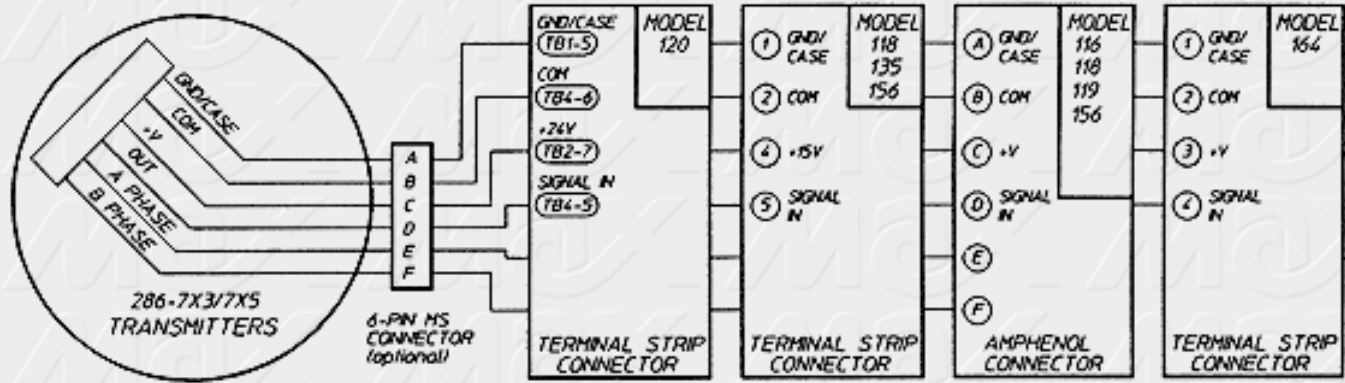 GND/CASE
COM
+V
OUT
A PHASE
B PHASE
286-7X3/7X5
TRANSMITTERS
A
B
C
D
E
F
6-PIN MS
CONNECTOR
(optional)
GND/CASE
TB1-5
COM
TB4-6
+24V
TB2-7
SIGNAL IN
TB4-5
MODEL
120
TERMINAL STRIP
CONNECTOR
1 GND/
CASE
2 COM
4 +15V
5 SIGNAL
IN
MODEL
118
135
156
TERMINAL STRIP
CONNECTOR
A GND/
CASE
B COM
C +V
D SIGNAL
IN
E
F
MODEL
116
118
119
156
AMPHENOL
CONNECTOR
1 GND/
CASE
2 COM
3 +V
4 SIGNAL
IN
MODEL
164
TERMINAL STRIP
CONNECTOR